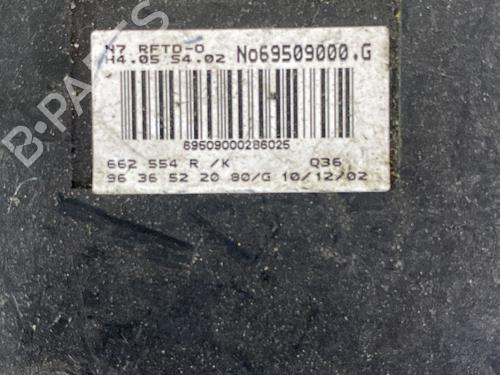 N7 RFTD-0 No69509000.G
H4.05 S4.02
69509000286025
662 554 R /K Q36
96 36 52 20 80/G 10/12/02
B-PARTS